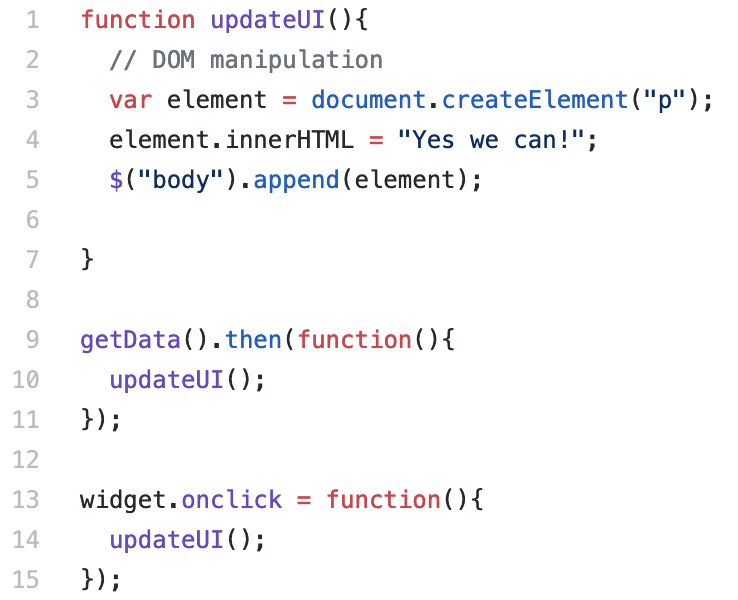 1 function updateUI(){
2 // DOM manipulation
3 var element = document.createElement("p");
4 element.innerHTML = "Yes we can!";
5 $("body").append(element);
6
7 }
8
9 getData().then(function(){
10 updateUI();
11 });
12
13 widget.onclick = function(){
14 updateUI();
15 });